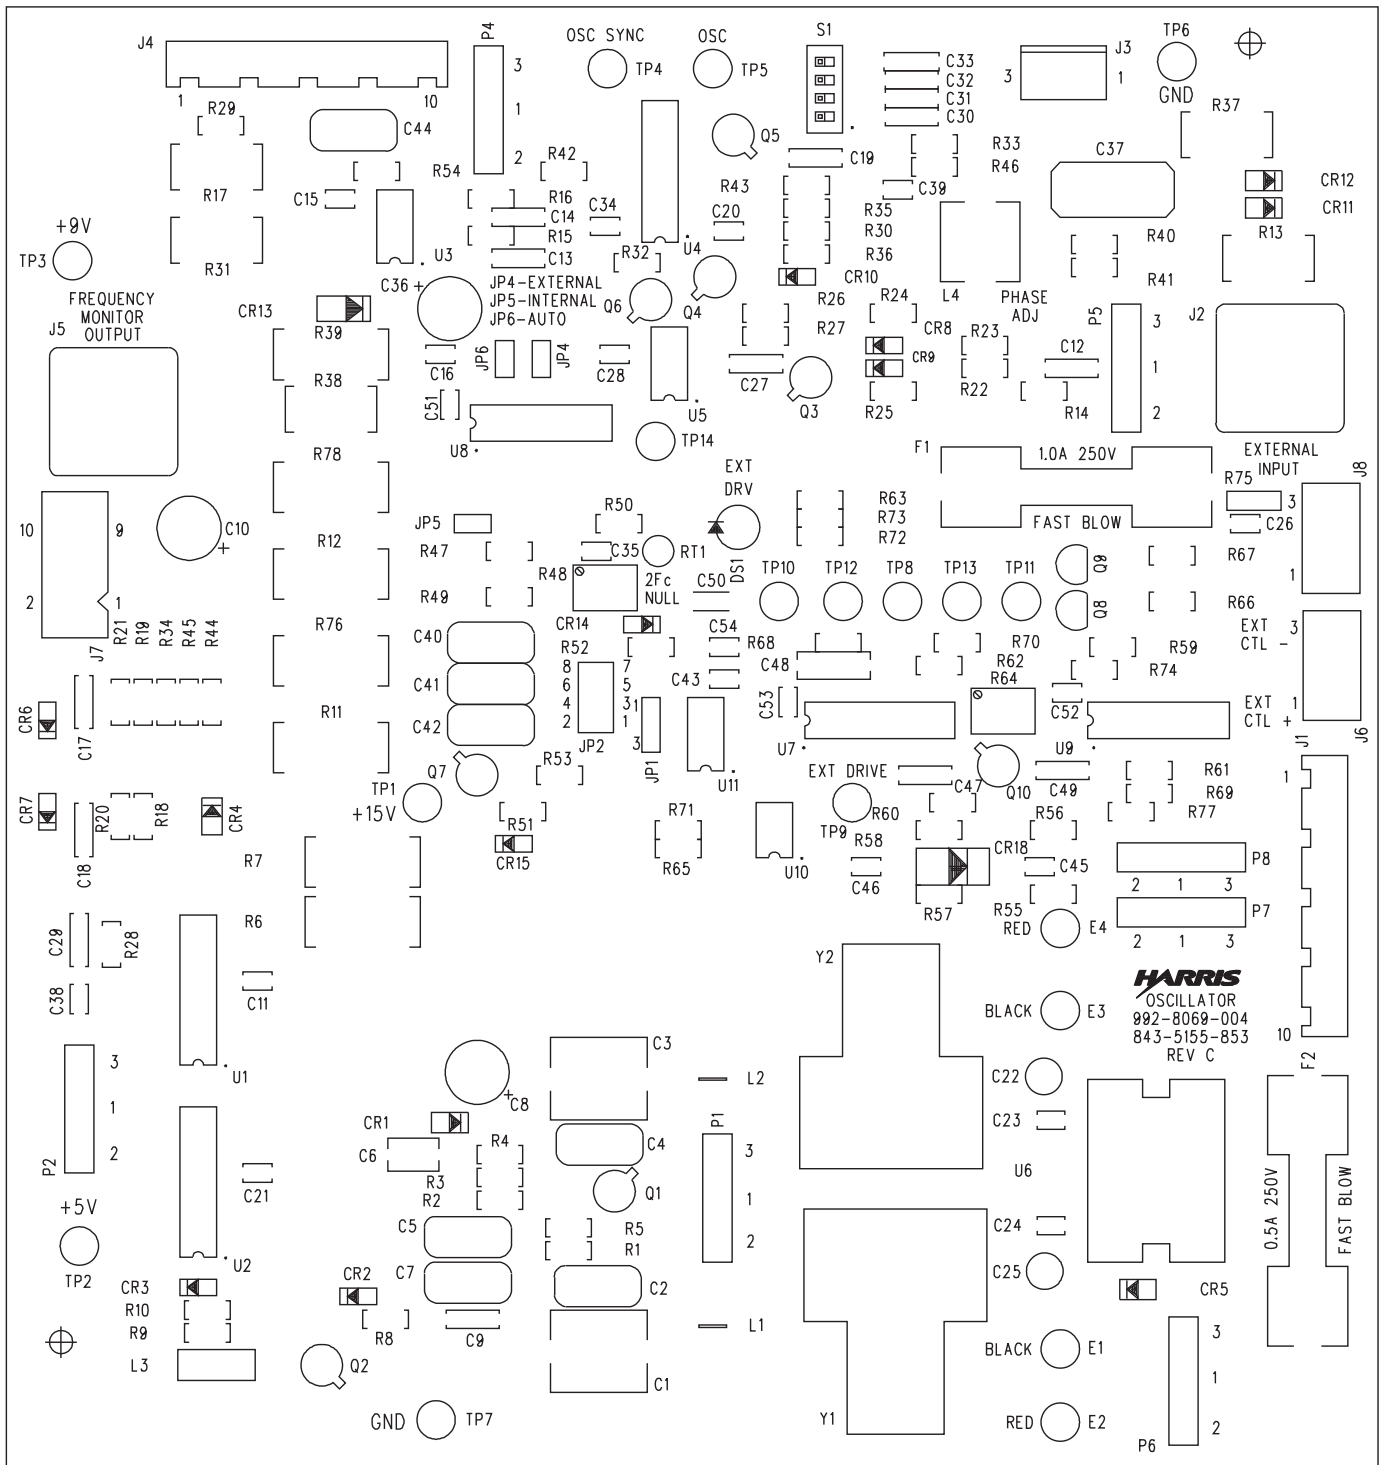 J4
P4
OSC SYNC
OSC
S1
TP6
3
TP4
TP5
C33
C32
C31
C30
3
J3
1
GND
1
10
R29
1
C44
Q5
R37
2
R54
R42
C19
R33
R46
C37
R17
C15
R16
C14
C34
R43
C39
CR12
CR11
+9V
R15
C20
R35
R30
R36
TP3
U3
C13
R32
U4
R40
R13
R31
C36 +
CR10
R41
FREQUENCY
MONITOR
OUTPUT
JP4-EXTERNAL
JP5-INTERNAL
JP6-AUTO
Q6
Q4
R26
R24
L4
PHASE
ADJ
P5
3
J2
J5
CR13
R39
R27
CR8
R23
C12
1
R38
C16
JP6
JP4
C28
C27
CR9
R22
C51
U5
Q3
R25
R14
2
U8
TP14
F1
1.0A 250V
EXTERNAL
INPUT
J8
R78
EXT
DRV
R75
10
9
C10
+
JP5
R50
R63
R73
R72
FAST BLOW
3
C26
R12
R47
C35
RT1
DS1
Q9
R67
R48
2Fc
NULL
C50
TP10
TP12
TP8
TP13
TP11
1
2
1
R49
Q8
R66
R21
R19
R34
R45
R44
R76
C40
CR14
EXT
CTL -
3
J7
R52
C54
R68
R70
R59
8
7
C48
R62
R74
C41
6
5
C43
R64
4
3
1
C53
C52
1
EXT
CTL +
CR6
R11
C42
2
1
3
C17
JP2
JP1
U7
U9
J1
J6
Q7
R53
U11
EXT DRIVE
C47
Q10
C49
R61
1
TP1
+15V
R60
R69
CR7
R20
R18
CR4
R51
R71
TP9
R56
R77
R7
CR15
R65
U10
R58
C46
CR18
C45
P8
C18
2
1
3
R6
R57
R55
P7
C29
R28
RED
E4
2
1
3
Y2
HARRIS
C38
C11
BLACK
E3
OSCILLATOR
992-8069-004
843-5155-853
REV C
10
3
C3
F2
U1
L2
C22
1
C8
+
P1
CR1
C23
2
C6
R4
C4
3
P2
R3
U6
C21
R2
Q1
1
0.5A 250V
FAST BLOW
+5V
C5
R5
2
C24
U2
R1
TP2
C7
C25
CR3
CR2
C2
CR5
R10
R9
R8
C9
L1
3
L3
Q2
BLACK
E1
C1
1
GND
TP7
Y1
RED
E2
2
P6